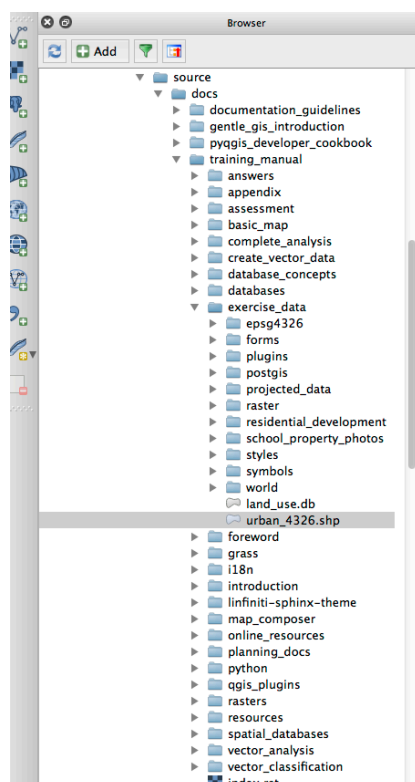 Browser
Add
source
docs
documentation_guidelines
gentle_gis_introduction
pyqgis_developer_cookbook
training_manual
answers
appendix
assessment
basic_map
complete_analysis
create_vector_data
database_concepts
databases
exercise_data
epsg4326
forms
plugins
postgis
projected_data
raster
residential_development
school_property_photos
styles
symbols
world
land_use.db
urban_4326.shp
foreword
grass
i18n
introduction
linfiniti-sphinx-theme
map_composer
online_resources
planning_docs
python
qgis_plugins
rasters
resources
spatial_databases
vector_analysis
vector_classification